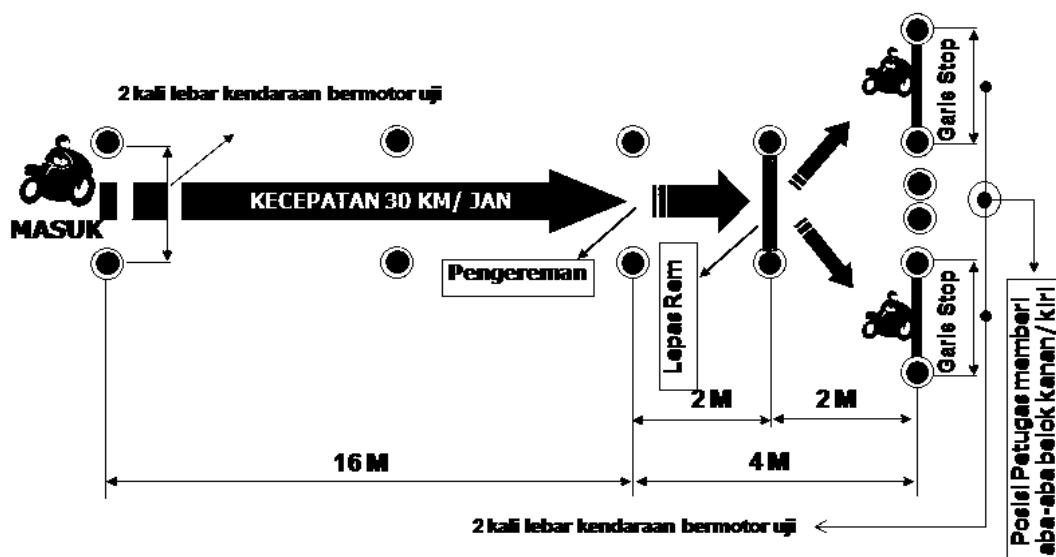 2 kali lebar kendaraan bermotor uji
MASUK
KECEPATAN 30 KM/ JAN
Pengereman
Lepas Rem
Garis Stop
Garis Stop
2 M
2 M
16 M
4 M
2 kali lebar kendaraan bermotor uji
Posisi Petugas memberi
aba-aba belok kanan / kiri